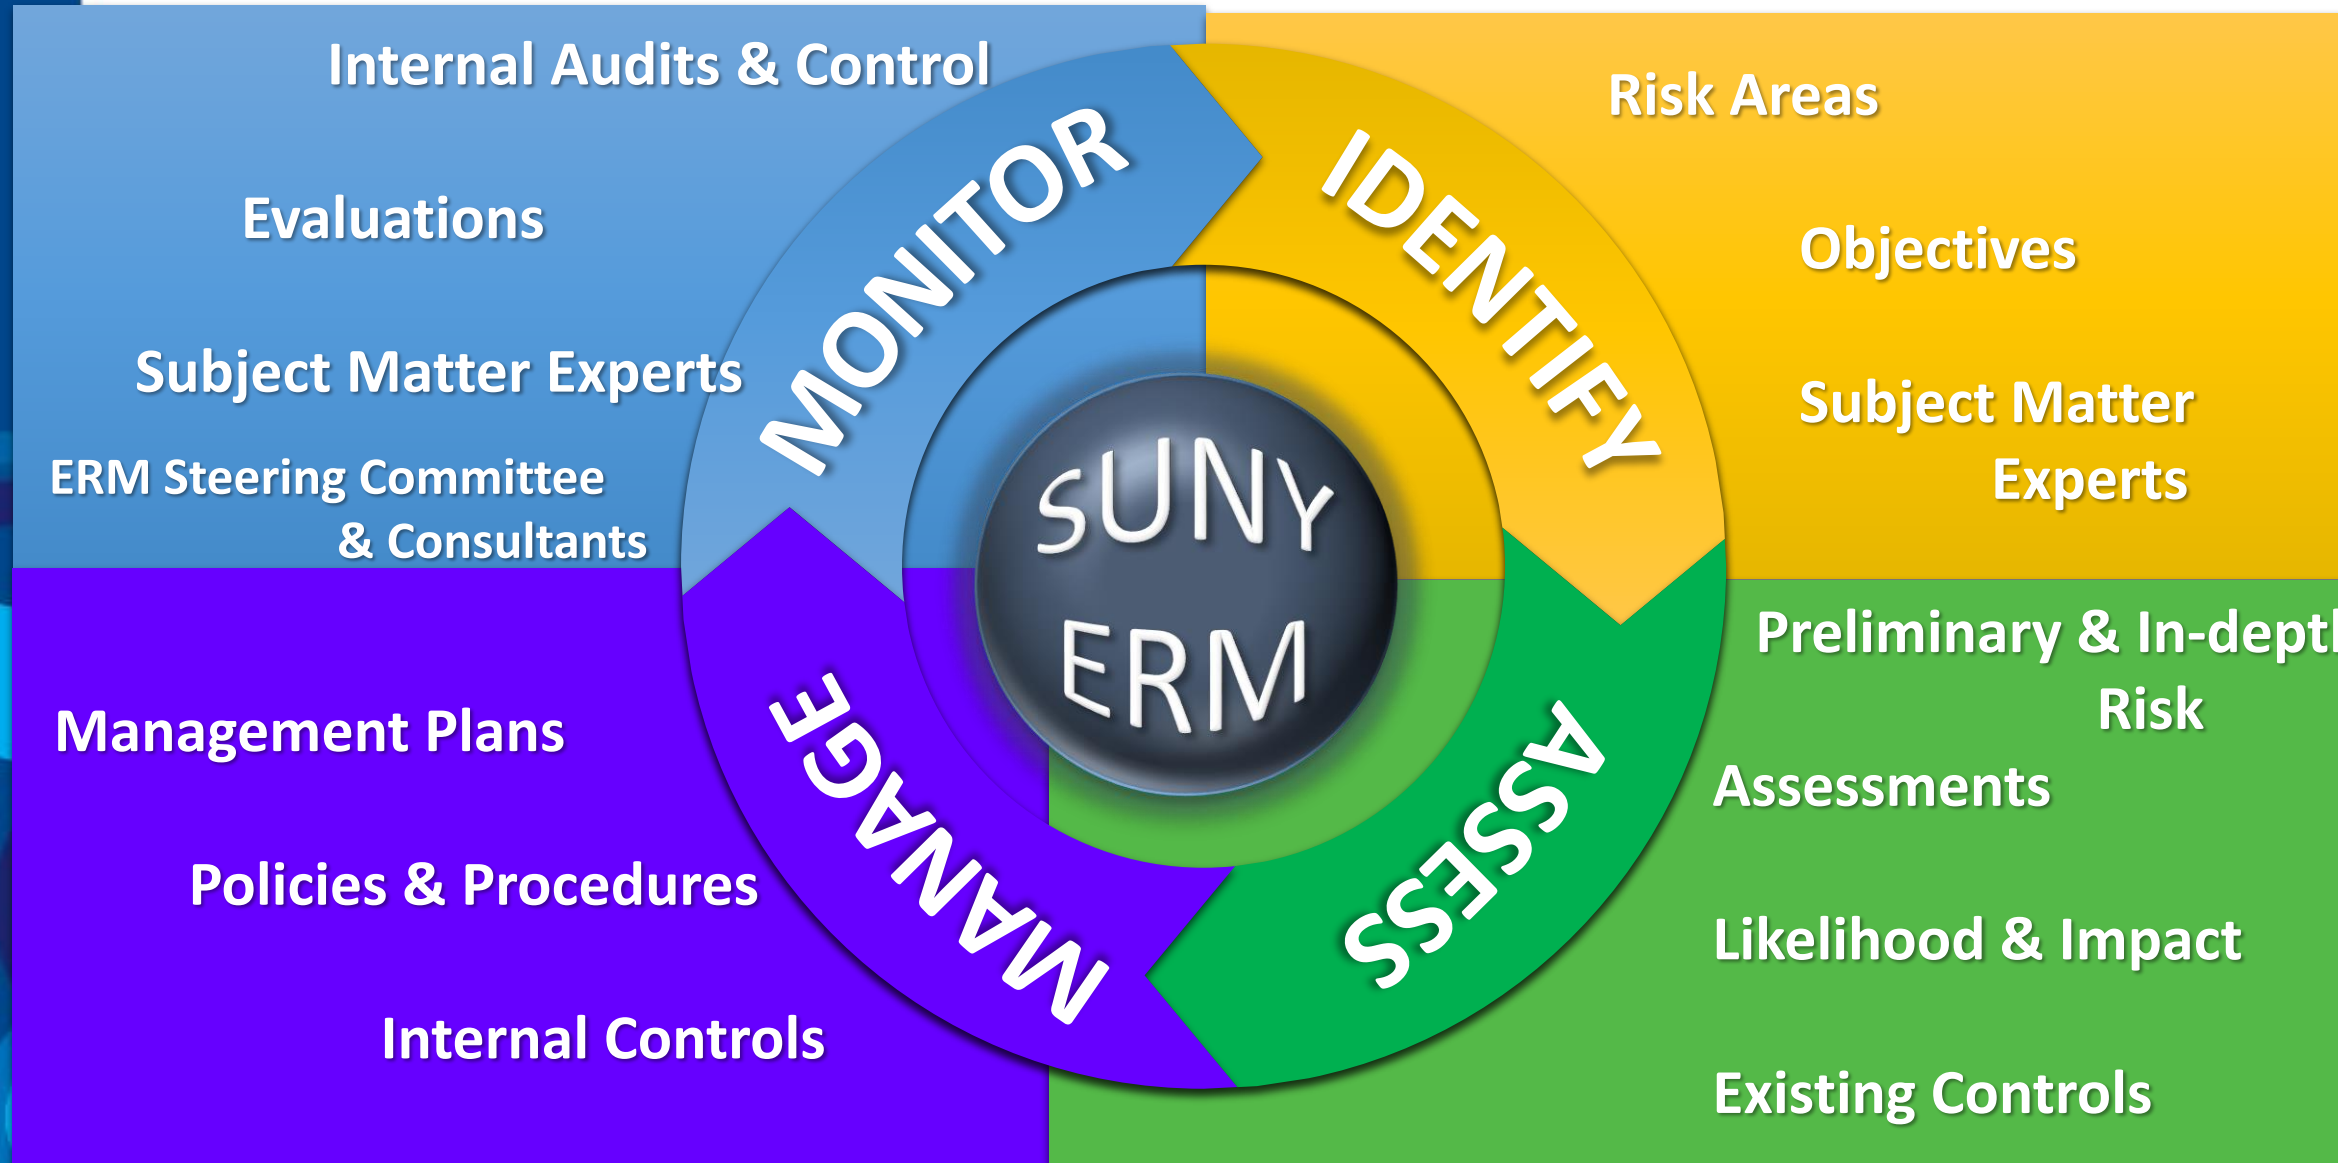 Internal Audits & Control
Evaluations
Subject Matter Experts
ERM Steering Committee
& Consultants
MONITOR
IDENTIFY
Risk Areas
Objectives
Subject Matter
Experts
SUNY
ERM
Preliminary & In-dept
Risk
Assessments
Likelihood & Impact
Existing Controls
ASSESS
MANAGE
Management Plans
Policies & Procedures
Internal Controls